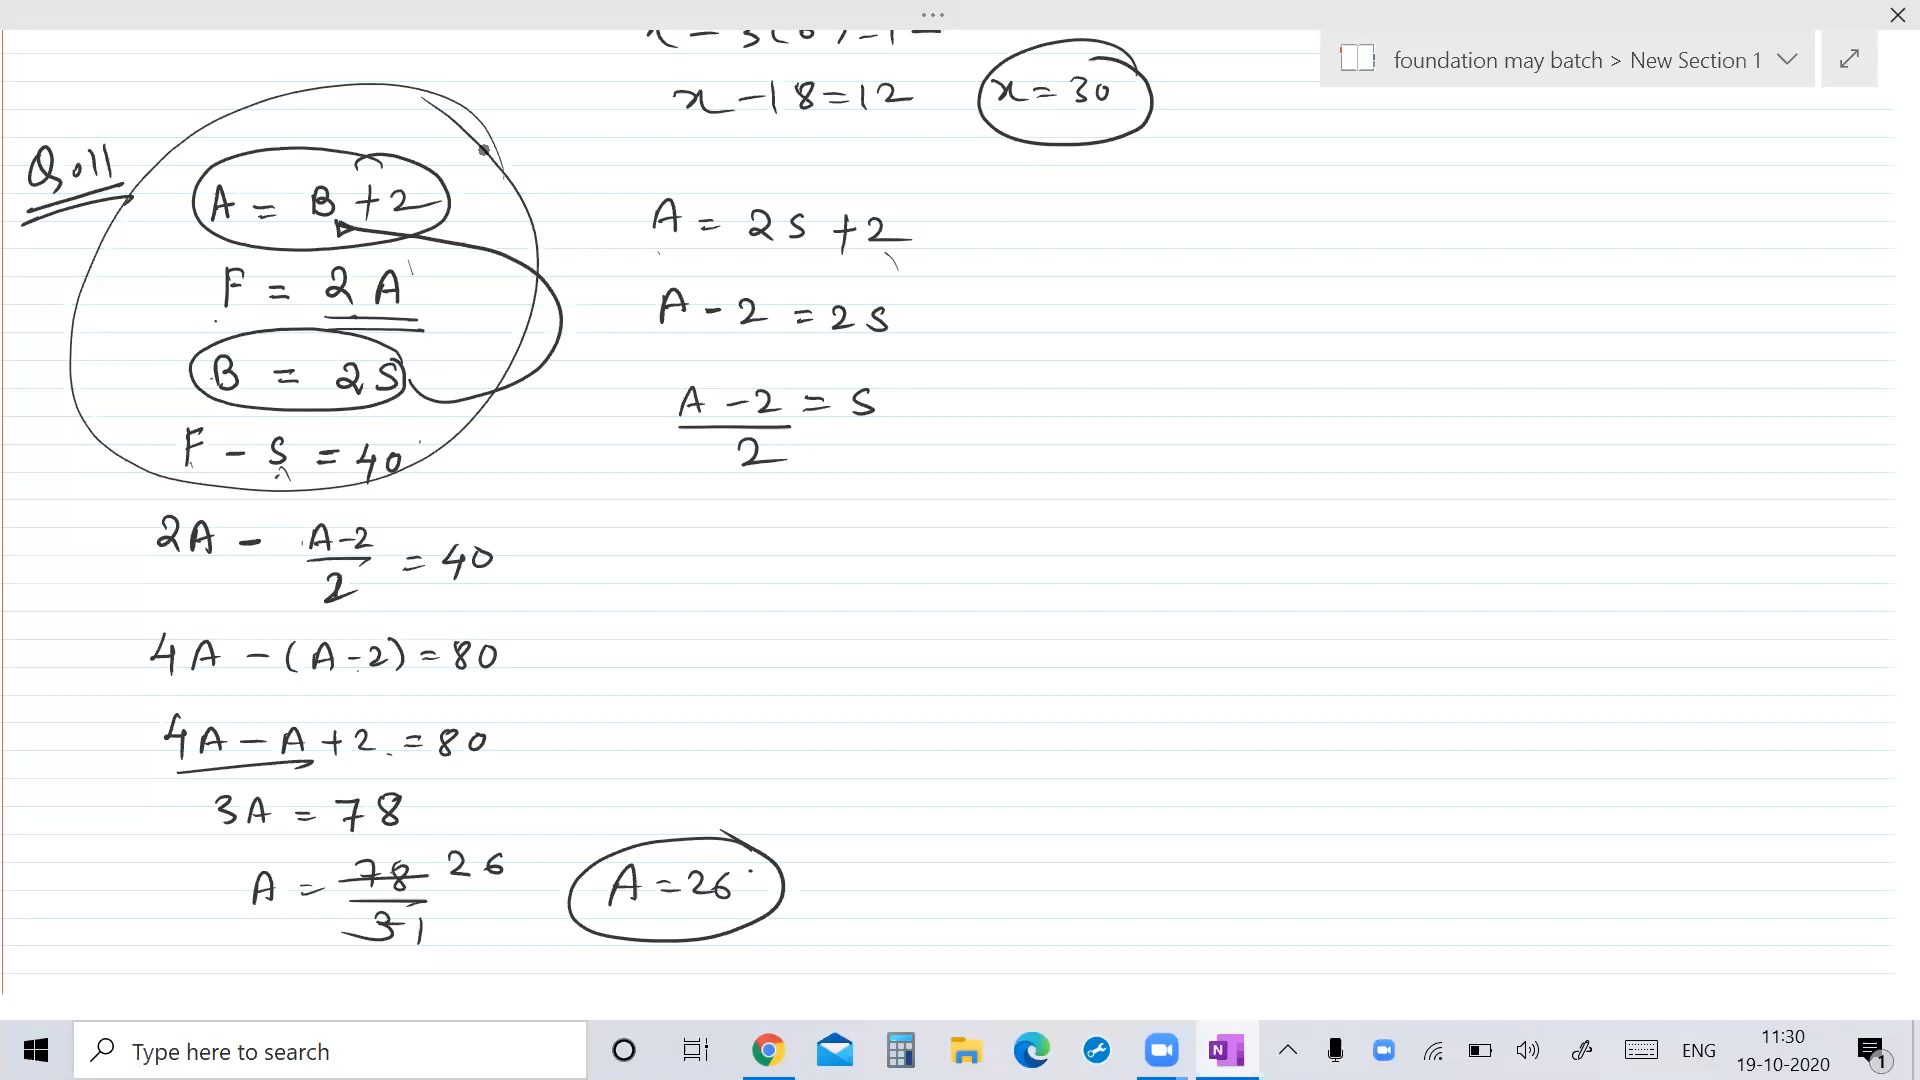 foundation may batch > New Section 1
x - 18 = 12
x = 30
Q.11
A = B + 2
F = 2A
B = 2S
F - S = 40
A = 2S + 2
A - 2 = 2S
A - 2 = S
2
2A - A-2 = 40
2
4A - (A-2) = 80
4A - A + 2 = 80
3A = 78
A = 78 26
3 1
A = 26
Type here to search
ENG
11:30
19-10-2020
1